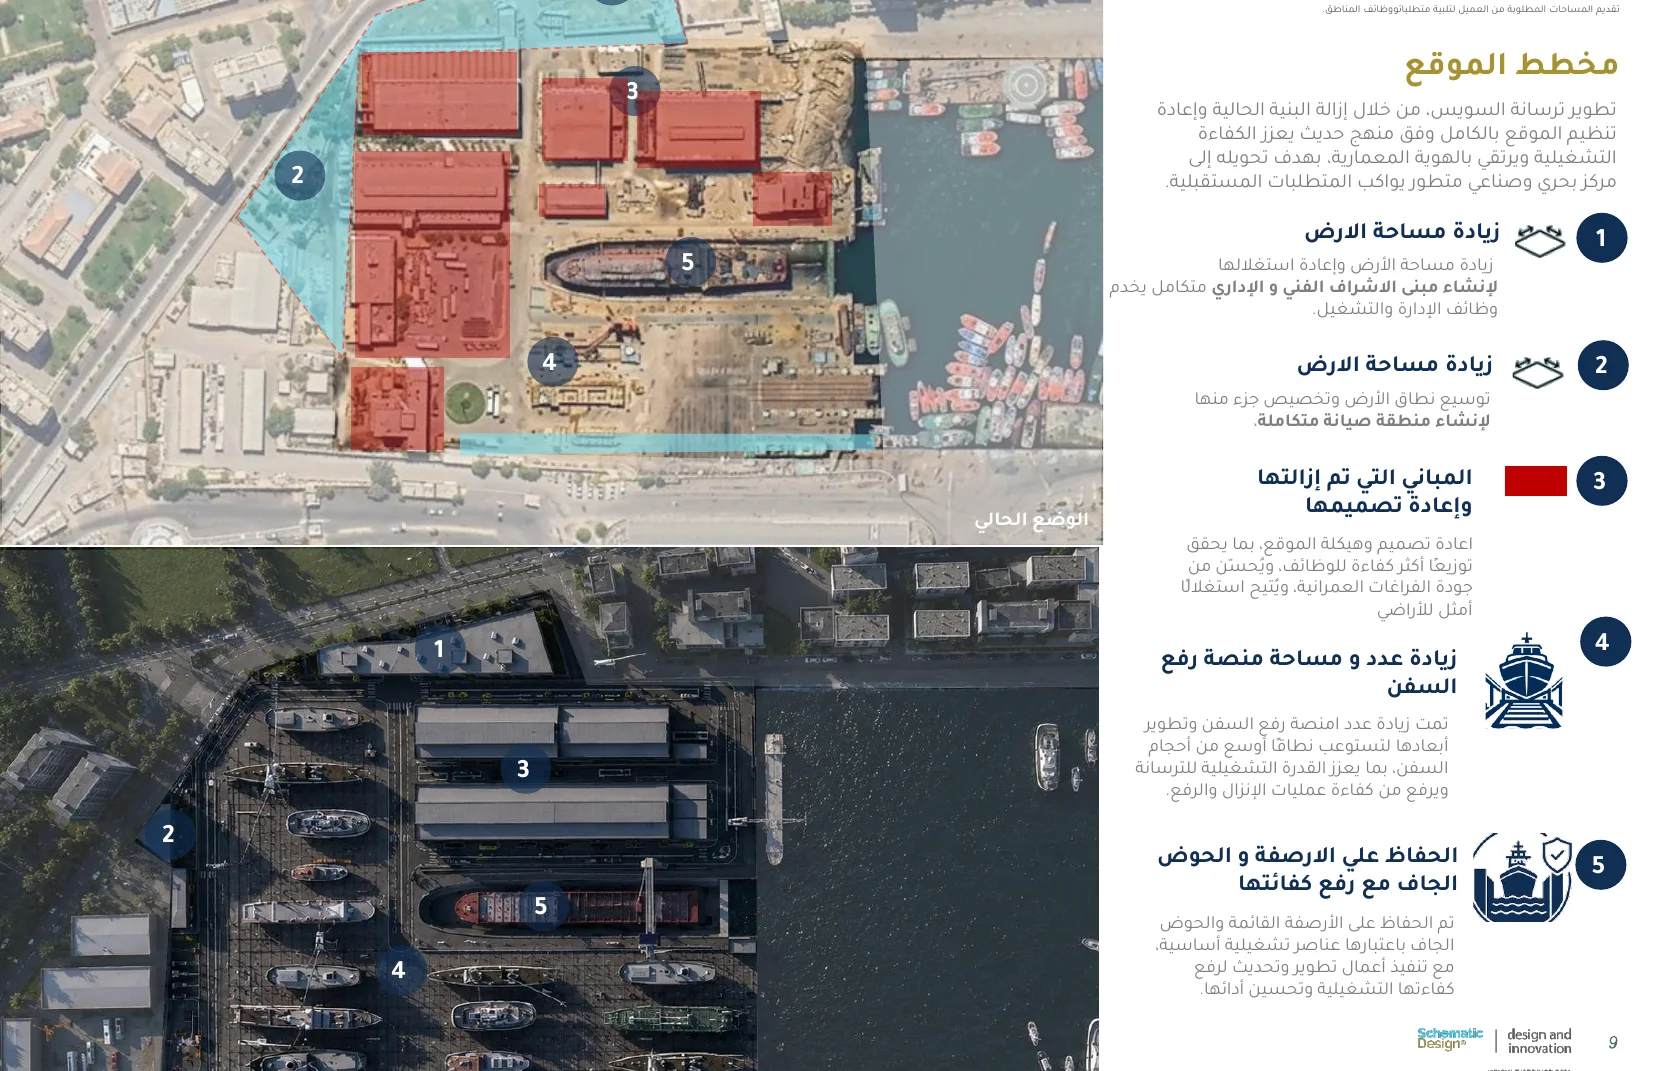 تقديم المساحات المطلوبة من العميل لتلبية متطلباتووظائف المناطق.
مخطط الموقع
تطوير ترسانة السويس، من خلال إزالة البنية الحالية وإعادة
تنظيم الموقع بالكامل وفق منهج حديث يعزز الكفاءة
التشغيلية ويرتقي بالهوية المعمارية، بهدف تحويله إلى
مركز بحري وصناعي متطور يواكب المتطلبات المستقبلية.
1
زيادة مساحة الارض
زيادة مساحة الأرض وإعادة استغلالها
لإنشاء مبنى الاشراف الفني و الإداري متكامل يخدم
وظائف الإدارة والتشغيل.
2
زيادة مساحة الارض
توسيع نطاق الأرض وتخصيص جزء منها
لإنشاء منطقة صيانة متكاملة.
3
المباني التي تم إزالتها
وإعادة تصميمها
اعادة تصميم وهيكلة الموقع، بما يحقق
توزيعًا أكثر كفاءة للوظائف، ويُحسّن من
جودة الفراغات العمرانية، ويُتيح استغلالًا
أمثل للأراضي
4
زيادة عدد و مساحة منصة رفع
السفن
تمت زيادة عدد امنصة رفع السفن وتطوير
أبعادها لتستوعب نطاقًا أوسع من أحجام
السفن، بما يعزز القدرة التشغيلية للترسانة
ويرفع من كفاءة عمليات الإنزال والرفع.
5
الحفاظ علي الارصفة و الحوض
الجاف مع رفع كفائتها
تم الحفاظ على الأرصفة القائمة والحوض
الجاف باعتبارها عناصر تشغيلية أساسية،
مع تنفيذ أعمال تطوير وتحديث لرفع
كفاءتها التشغيلية وتحسين أدائها.
3
2
5
4
الوضع الحالي
1
3
2
5
4
Schematic
Design®
design and
innovation
9